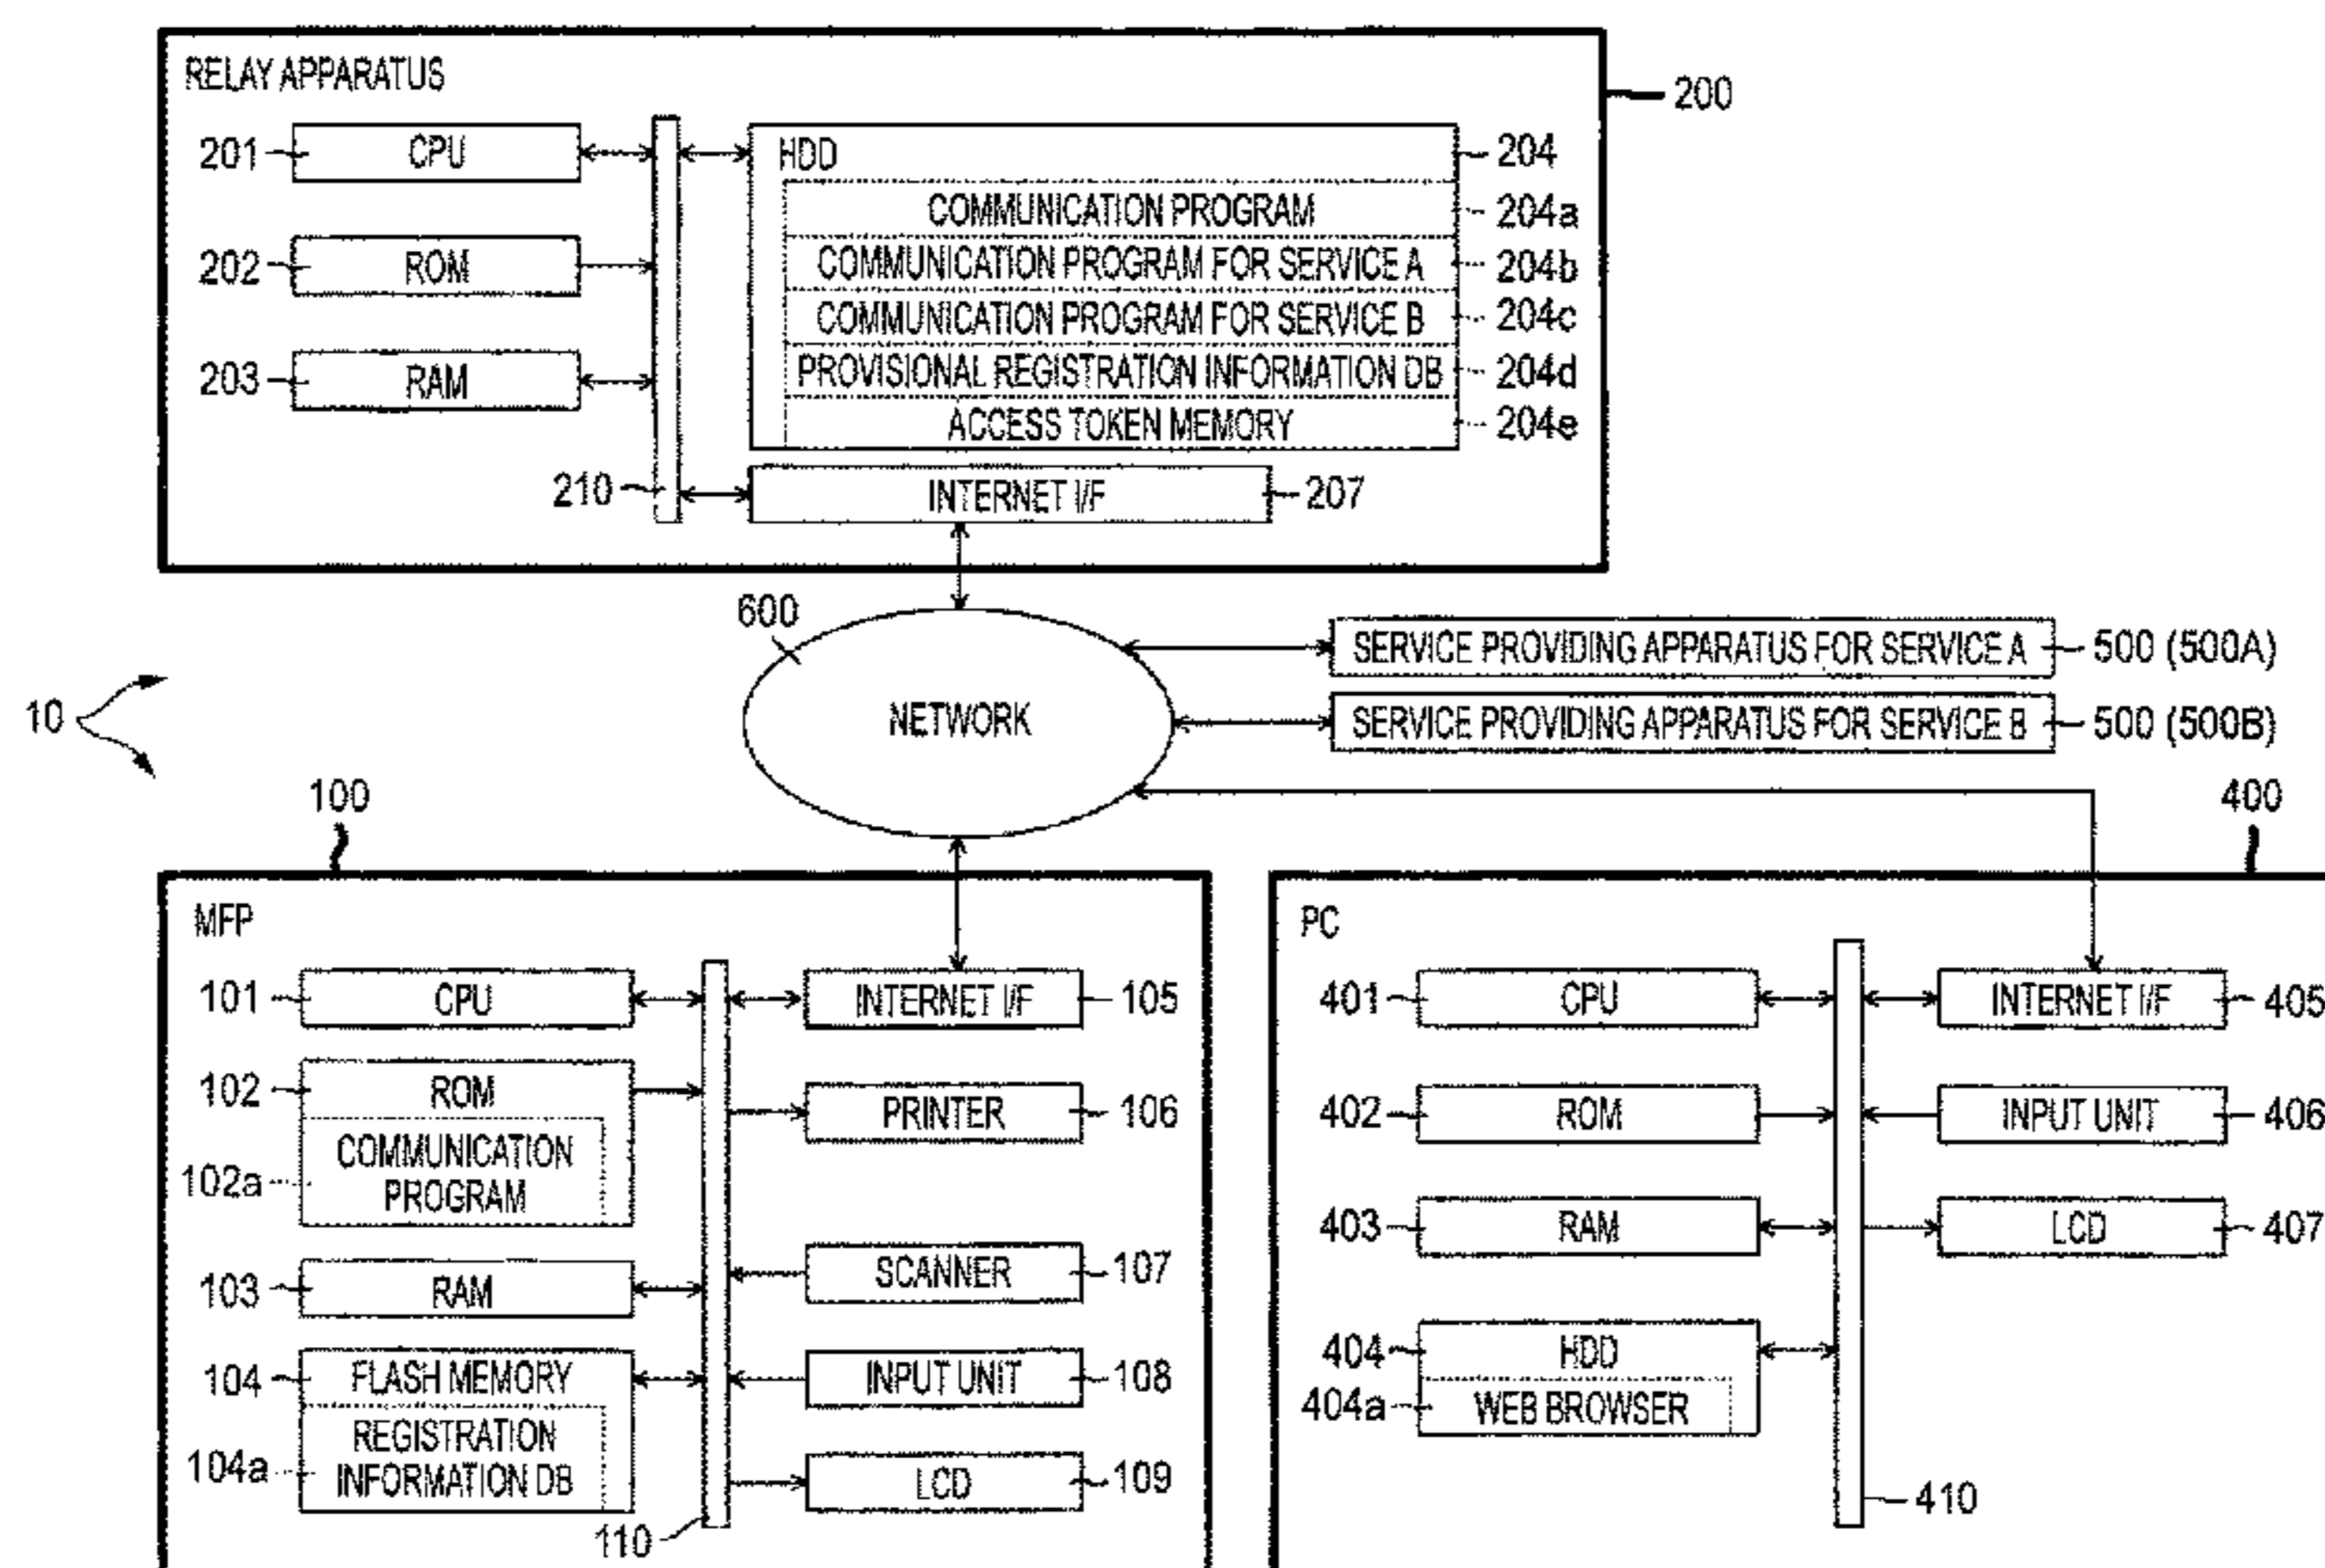 RELAY APPARATUS
200
201 CPU
HDD 204
COMMUNICATION PROGRAM 204a
202 ROM
COMMUNICATION PROGRAM FOR SERVICE A 204b
COMMUNICATION PROGRAM FOR SERVICE B 204c
203 RAM
PROVISIONAL REGISTRATION INFORMATION DB 204d
ACCESS TOKEN MEMORY 204e
210
INTERNET I/F 207
600
NETWORK
SERVICE PROVIDING APPARATUS FOR SERVICE A 500 (500A)
SERVICE PROVIDING APPARATUS FOR SERVICE B 500 (500B)
10
100
MFP
101 CPU
INTERNET I/F 105
102 ROM
PRINTER 106
102a COMMUNICATION
PROGRAM
103 RAM
SCANNER 107
104 FLASH MEMORY
INPUT UNIT 108
104a REGISTRATION
INFORMATION DB
LCD 109
110
400
PC
401 CPU
INTERNET I/F 405
402 ROM
INPUT UNIT 406
403 RAM
LCD 407
404 HDD
404a WEB BROWSER
410